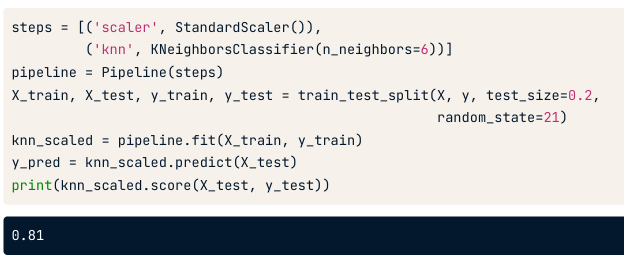 steps = [('scaler', StandardScaler()),
         ('knn', KNeighborsClassifier(n_neighbors=6))]
pipeline = Pipeline(steps)
X_train, X_test, y_train, y_test = train_test_split(X, y, test_size=0.2,
                                                    random_state=21)
knn_scaled = pipeline.fit(X_train, y_train)
y_pred = knn_scaled.predict(X_test)
print(knn_scaled.score(X_test, y_test))
0.81